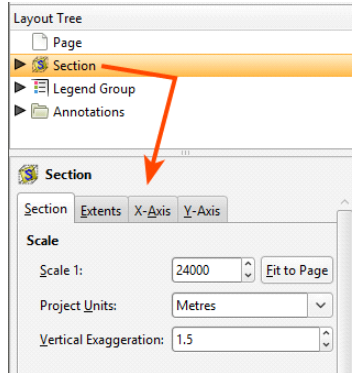 Layout Tree
Page
Section
Legend Group
Annotations
Section
Section Extents X-Axis Y-Axis
Scale
Scale 1: 24000 Fit to Page
Project Units: Metres
Vertical Exaggeration: 1.5